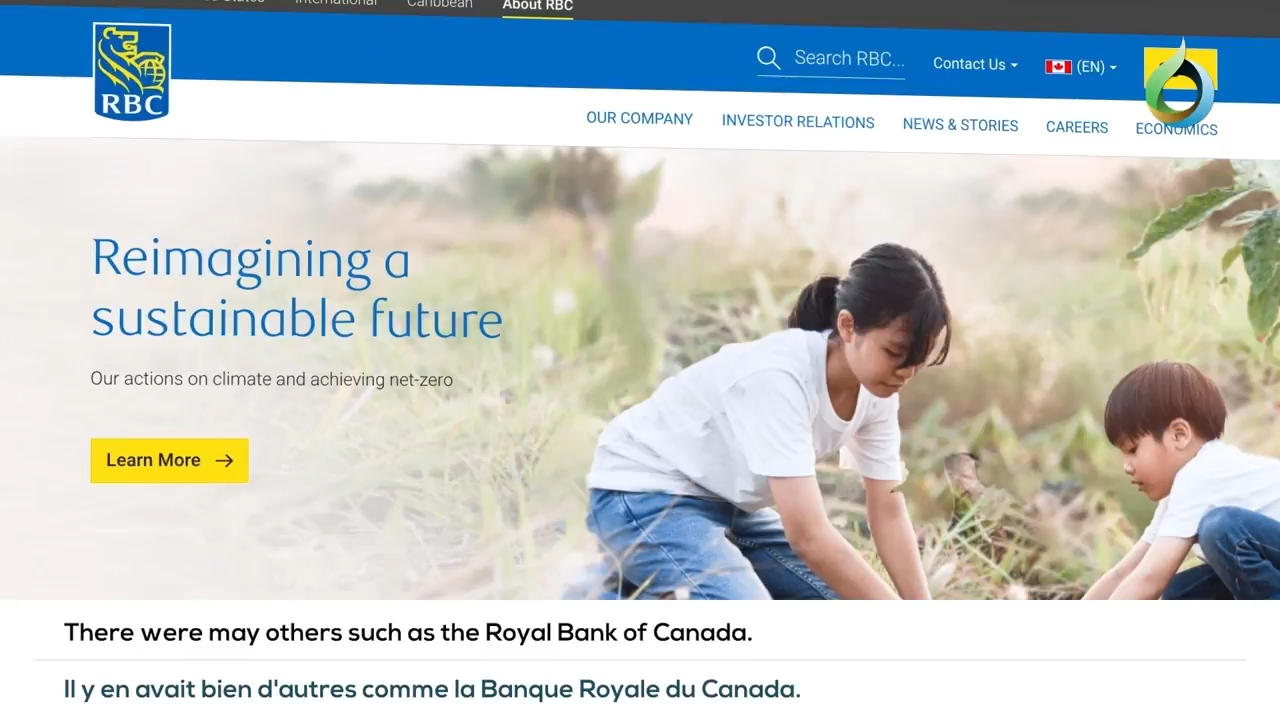 International
Caribbean
About RBC
RBC
Search RBC...
Contact Us
(EN)
OUR COMPANY
INVESTOR RELATIONS
NEWS & STORIES
CAREERS
ECONOMICS
Reimagining a
sustainable future
Our actions on climate and achieving net-zero
Learn More →
There were may others such as the Royal Bank of Canada.
Il y en avait bien d'autres comme la Banque Royale du Canada.